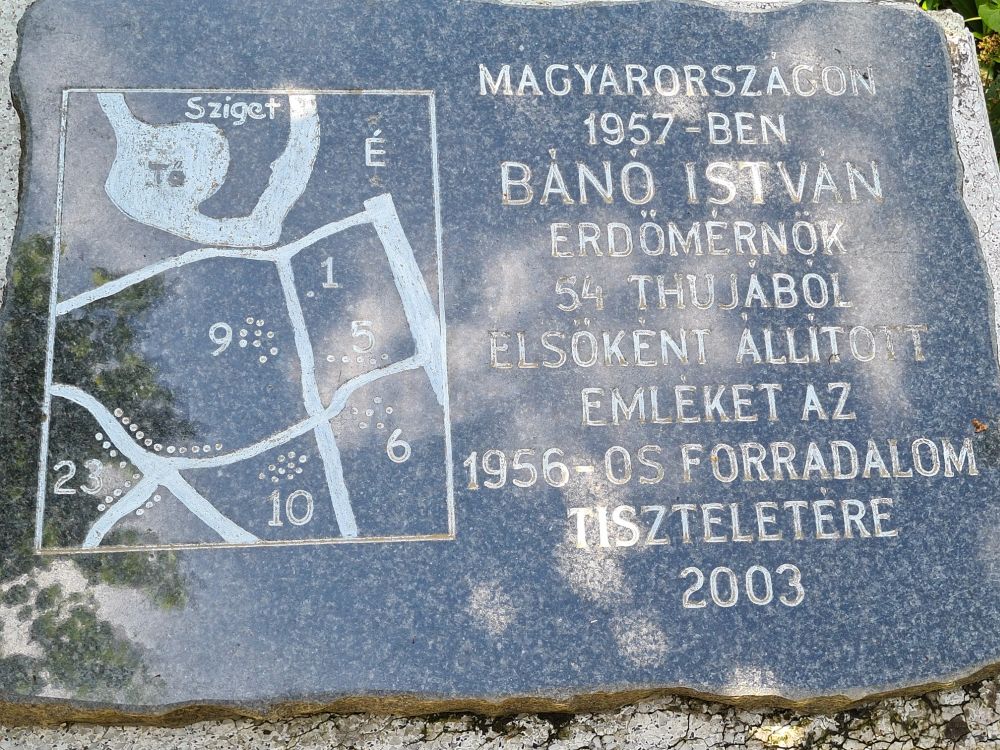 Sziget
Tó
É
1
9
5
6
23
10
MAGYARORSZÁGON
1957-BEN
BÁNÓ ISTVÁN
ERDŐMÉRNÖK
54 THUJÁBÓL
ELSŐKÉNT ÁLLÍTOTT
EMLÉKET AZ
1956-OS FORRADALOM
TISZTELETÉRE
2003